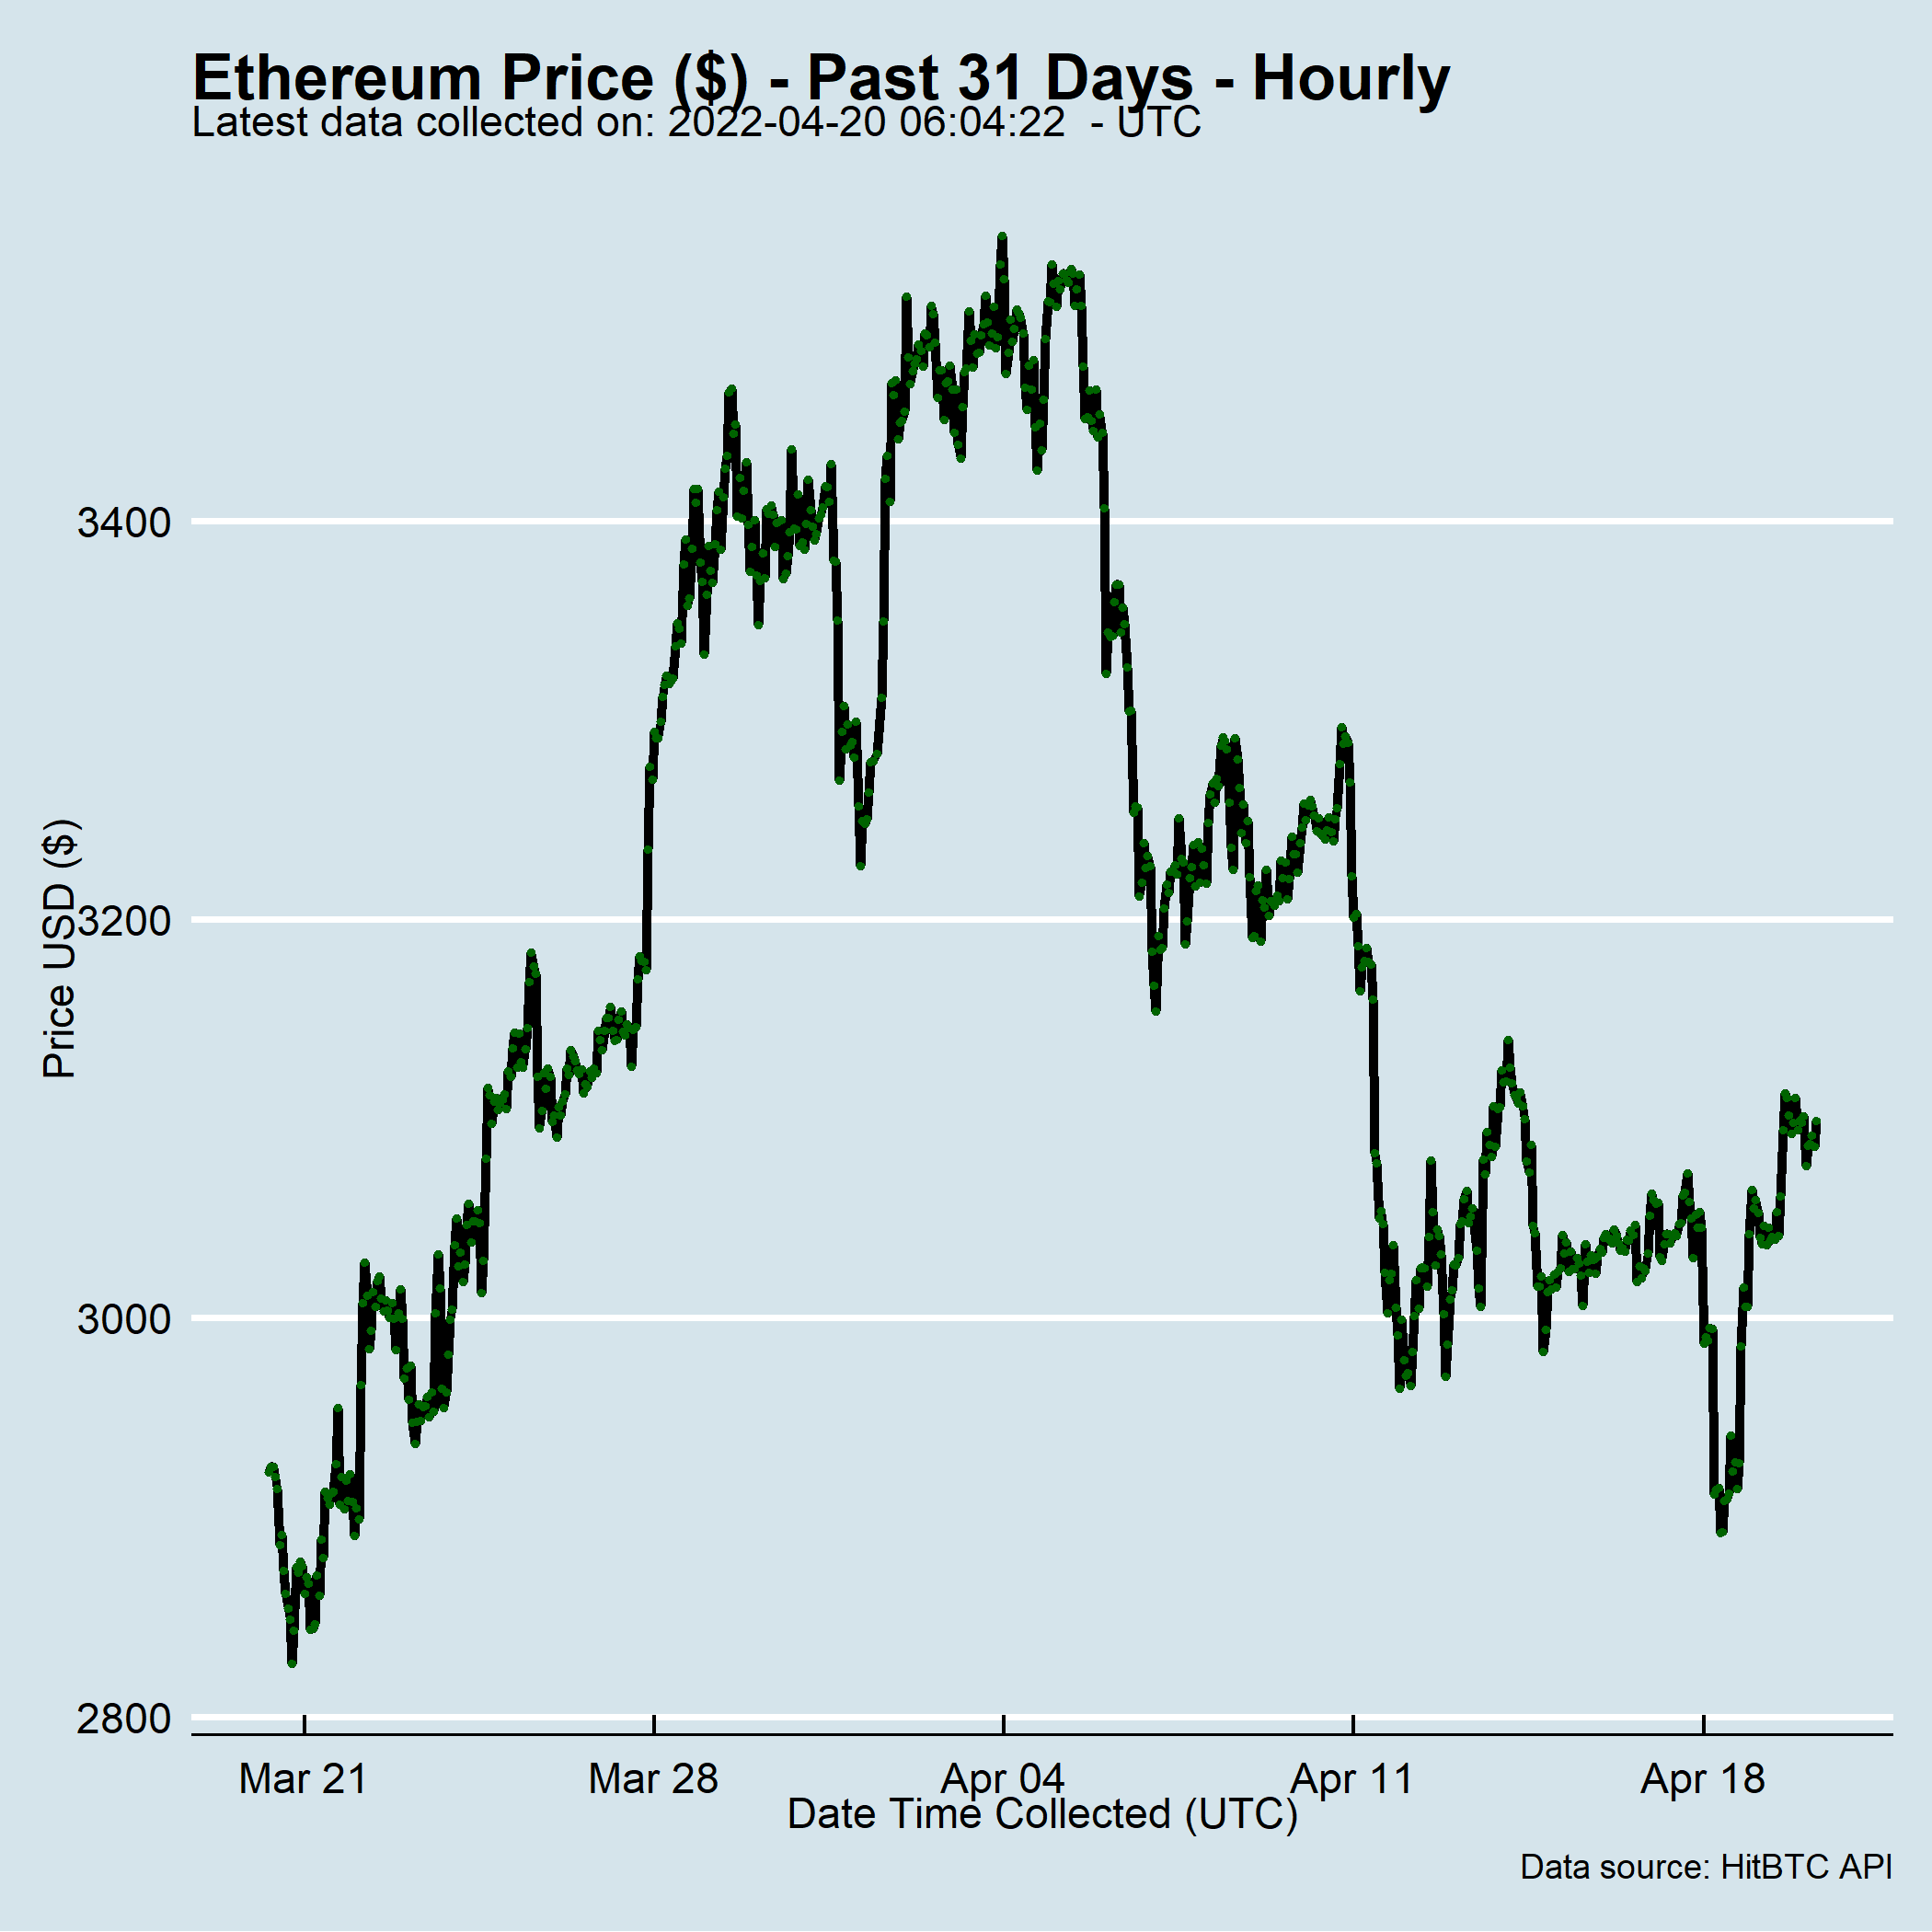 Ethereum Price ($) - Past 31 Days - Hourly
Latest data collected on: 2022-04-20 06:04:22  - UTC
Price USD ($)
3400
3200
3000
2800
Mar 21
Mar 28
Apr 04
Apr 11
Apr 18
Date Time Collected (UTC)
Data source: HitBTC API